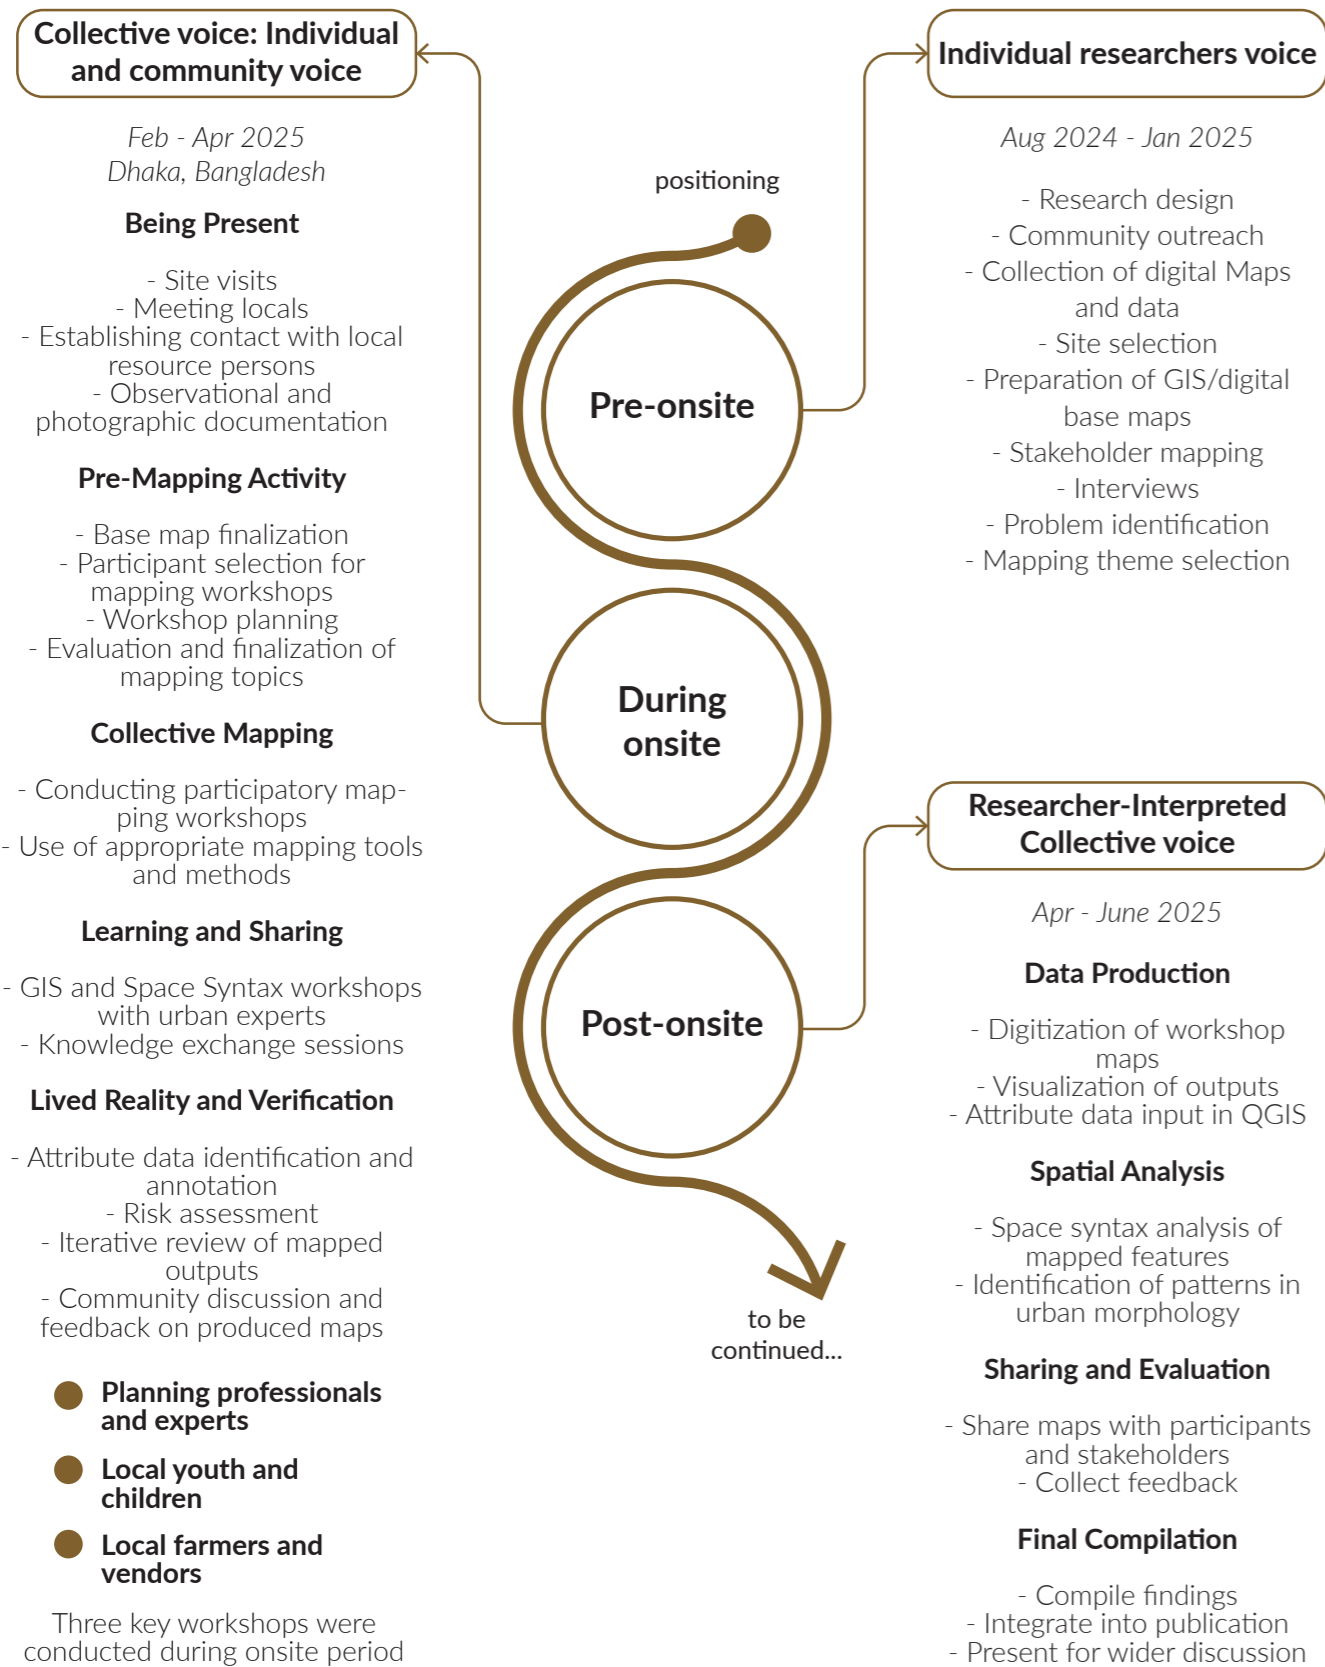 Collective voice: Individual
and community voice
Feb - Apr 2025
Dhaka, Bangladesh
Being Present
- Site visits
- Meeting locals
- Establishing contact with local
resource persons
- Observational and
photographic documentation
Pre-Mapping Activity
- Base map finalization
- Participant selection for
mapping workshops
- Workshop planning
- Evaluation and finalization of
mapping topics
Collective Mapping
- Conducting participatory map-
ping workshops
- Use of appropriate mapping tools
and methods
Learning and Sharing
- GIS and Space Syntax workshops
with urban experts
- Knowledge exchange sessions
Lived Reality and Verification
- Attribute data identification and
annotation
- Risk assessment
- Iterative review of mapped
outputs
- Community discussion and
feedback on produced maps
Planning professionals
and experts
Local youth and
children
Local farmers and
vendors
Three key workshops were
conducted during onsite period
positioning
Pre-onsite
During
onsite
Post-onsite
to be
continued...
Individual researchers voice
Aug 2024 - Jan 2025
- Research design
- Community outreach
- Collection of digital Maps
and data
- Site selection
- Preparation of GIS/digital
base maps
- Stakeholder mapping
- Interviews
- Problem identification
- Mapping theme selection
Researcher-Interpreted
Collective voice
Apr - June 2025
Data Production
- Digitization of workshop
maps
- Visualization of outputs
- Attribute data input in QGIS
Spatial Analysis
- Space syntax analysis of
mapped features
- Identification of patterns in
urban morphology
Sharing and Evaluation
- Share maps with participants
and stakeholders
- Collect feedback
Final Compilation
- Compile findings
- Integrate into publication
- Present for wider discussion